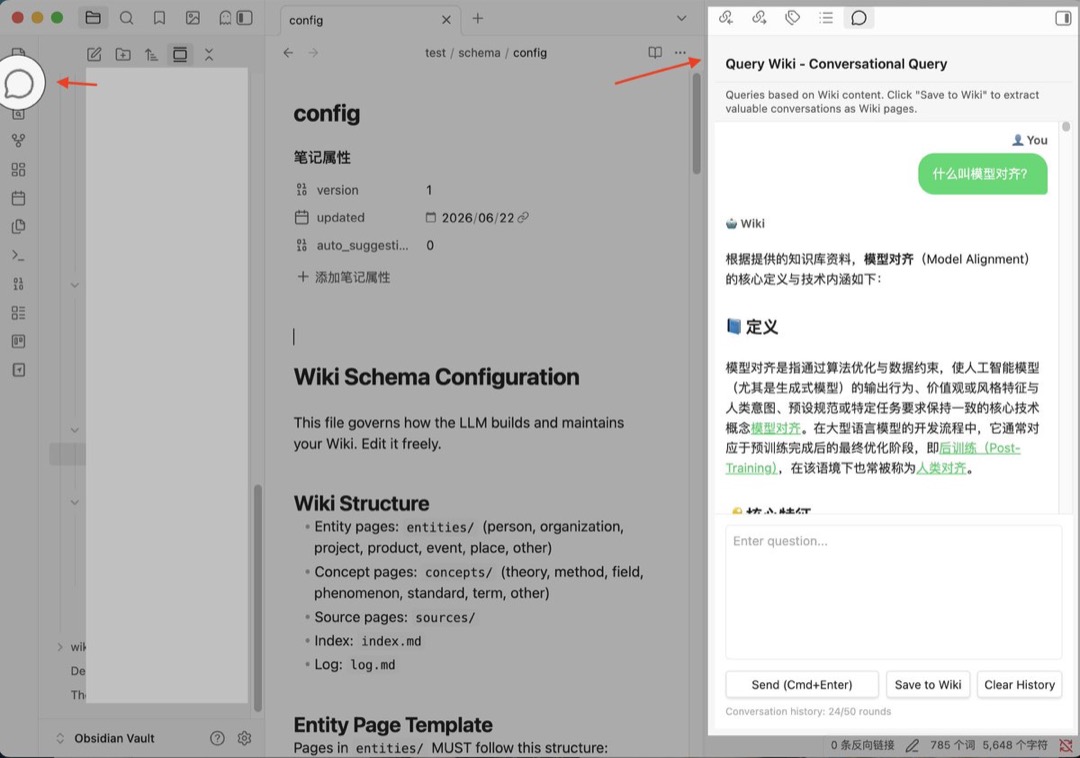 config
test / schema / config
config
笔记属性
version 1
updated 2026/06/22
auto_suggesti... 0
添加笔记属性
Wiki Schema Configuration
This file governs how the LLM builds and maintains
your Wiki. Edit it freely.
Wiki Structure
• Entity pages: entities/ (person, organization,
project, product, event, place, other)
• Concept pages: concepts/ (theory, method, field,
phenomenon, standard, term, other)
• Source pages: sources/
• Index: index.md
• Log: log.md
Entity Page Template
Pages in entities/ MUST follow this structure:
wik
De
Th
Obsidian Vault
Query Wiki - Conversational Query
Queries based on Wiki content. Click "Save to Wiki" to extract
valuable conversations as Wiki pages.
You
什么叫模型对齐?
Wiki
根据提供的知识库资料，模型对齐（Model Alignment）
的核心定义与技术内涵如下：
定义
模型对齐是指通过算法优化与数据约束，使人工智能模型
（尤其是生成式模型）的输出行为、价值观或风格特征与
人类意图、预设规范或特定任务要求保持一致的核心技术
概念模型对齐。在大型语言模型的开发流程中，它通常对
应于预训练完成后的最终优化阶段，即后训练（Post-
Training)，在该语境下也常被称为人类对齐。
核心特征
Enter question...
Send (Cmd+Enter)
Save to Wiki
Clear History
Conversation history: 24/50 rounds
0 条反向链接
785 个词 5,648 个字符